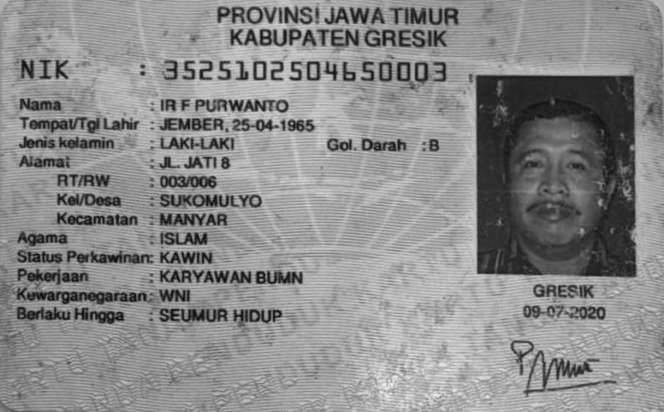 PROVINSI JAWA TIMUR
KABUPATEN GRESIK
NIK : 3525102504650003
Nama : IR F PURWANTO
Tempat/Tgl Lahir : JEMBER, 25-04-1965
Jenis kelamin : LAKI-LAKI Gol. Darah : B
Alamat : JL. JATI 8
RT/RW : 003/006
Kel/Desa : SUKOMULYO
Kecamatan : MANYAR
Agama : ISLAM
Status Perkawinan: KAWIN
Pekerjaan : KARYAWAN BUMN
Kewarganegaraan: WNI
Berlaku Hingga : SEUMUR HIDUP
GRESIK
09-07-2020